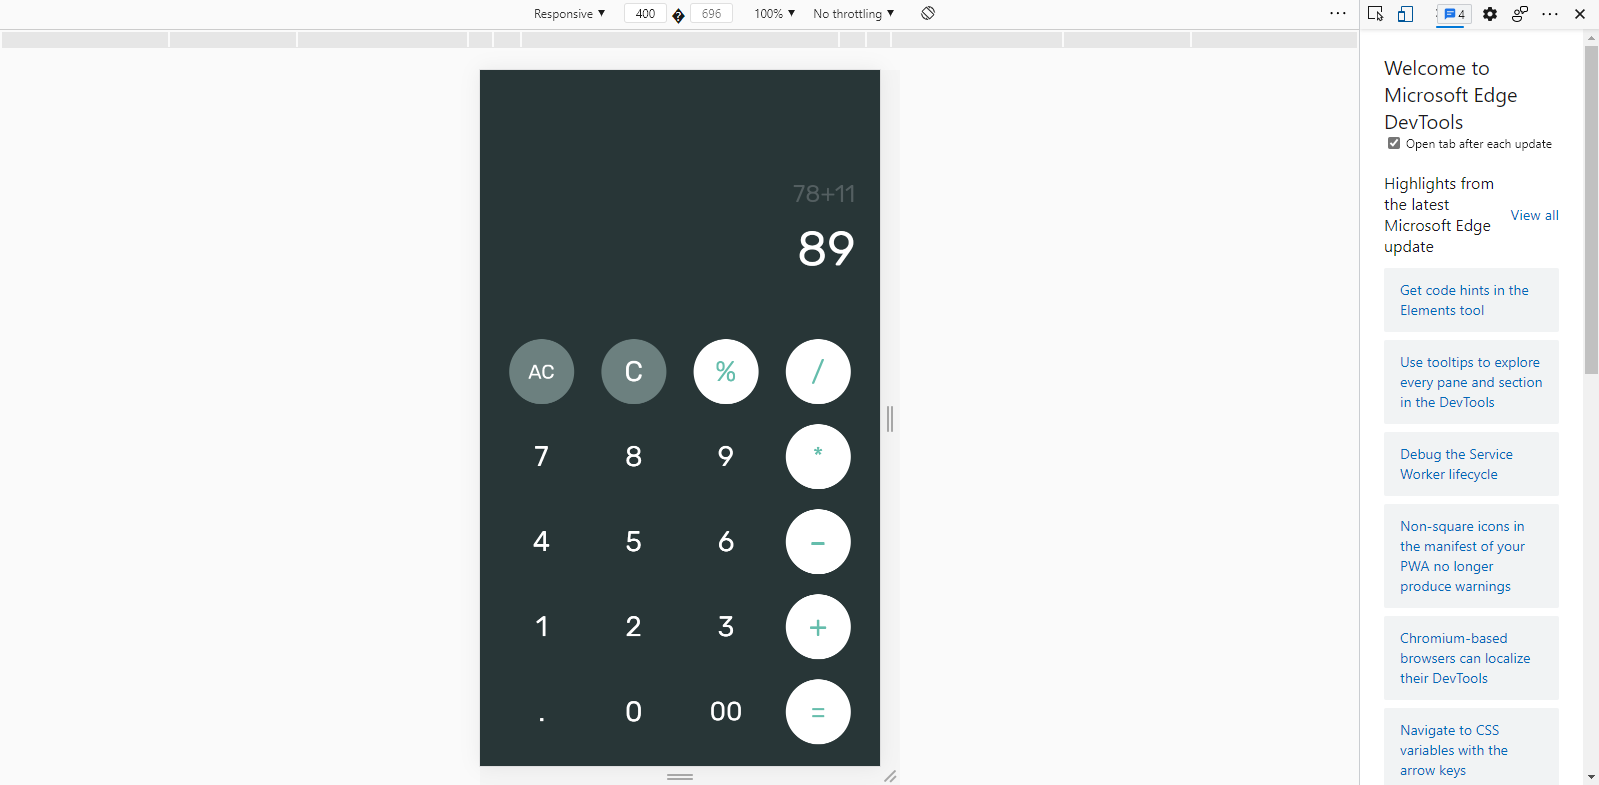 Responsive ▼ 400 � 696 100% ▼ No throttling ▼
4
Welcome to
Microsoft Edge
DevTools
Open tab after each update
Highlights from
the latest
Microsoft Edge
update
View all
Get code hints in the
Elements tool
Use tooltips to explore
every pane and section
in the DevTools
Debug the Service
Worker lifecycle
Non-square icons in
the manifest of your
PWA no longer
produce warnings
Chromium-based
browsers can localize
their DevTools
Navigate to CSS
variables with the
arrow keys
78+11
89
AC C % /
7 8 9 *
4 5 6 -
1 2 3 +
. 0 00 =